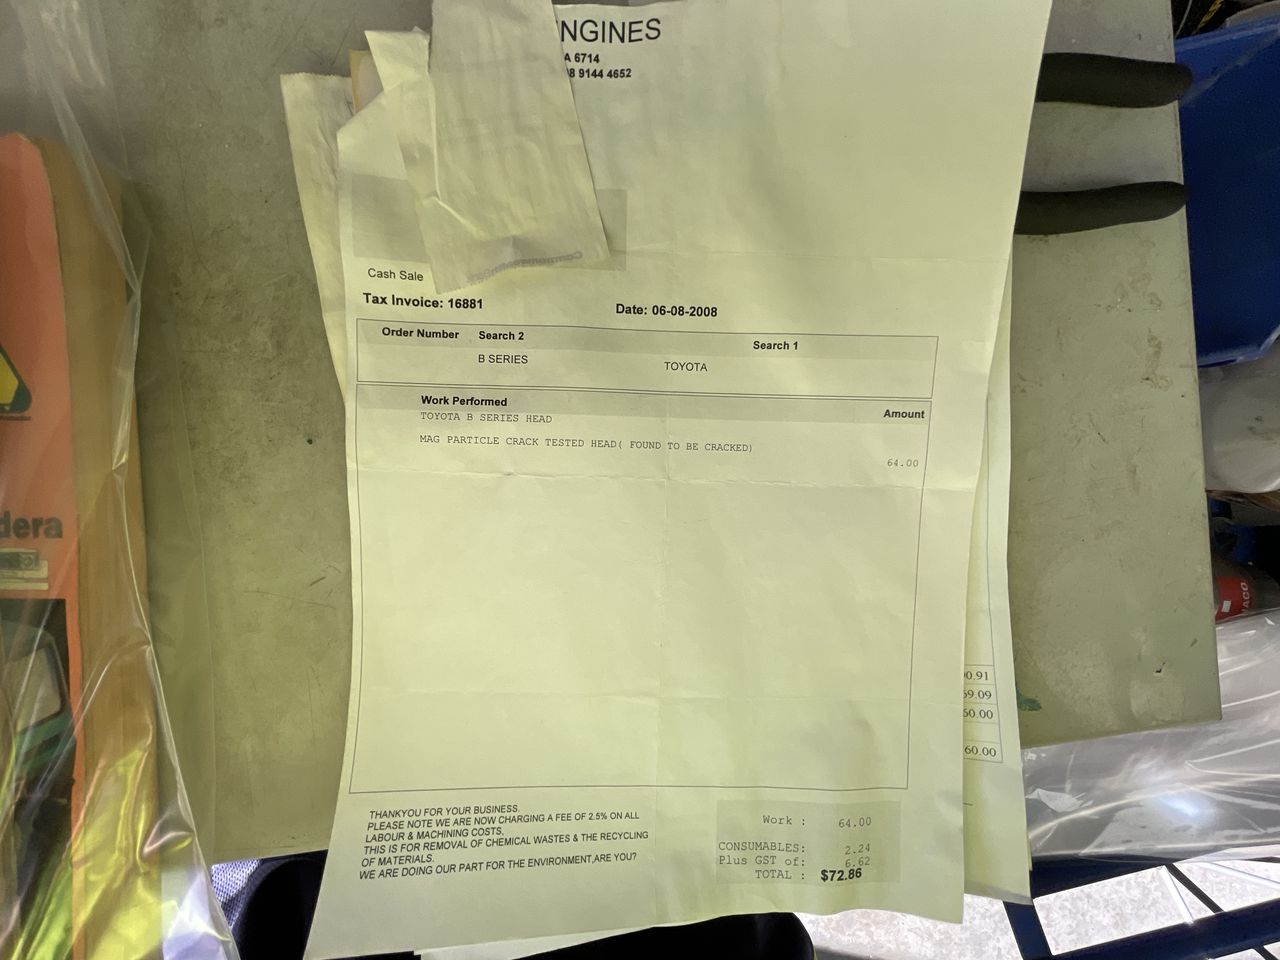 NGINES
A 6714
8 9144 4652
Cash Sale
Tax Invoice: 16881
Date: 06-08-2008
Order Number Search 2 Search 1
B SERIES TOYOTA
Work Performed Amount
TOYOTA B SERIES HEAD
MAG PARTICLE CRACK TESTED HEAD( FOUND TO BE CRACKED)
64.00
THANKYOU FOR YOUR BUSINESS.
PLEASE NOTE WE ARE NOW CHARGING A FEE OF 2.5% ON ALL
LABOUR & MACHINING COSTS,
THIS IS FOR REMOVAL OF CHEMICAL WASTES & THE RECYCLING
OF MATERIALS.
WE ARE DOING OUR PART FOR THE ENVIRONMENT,ARE YOU?
Work : 64.00
CONSUMABLES: 2.24
Plus GST of: 6.62
TOTAL : $72.86
0.91
69.09
60.00
60.00
dera